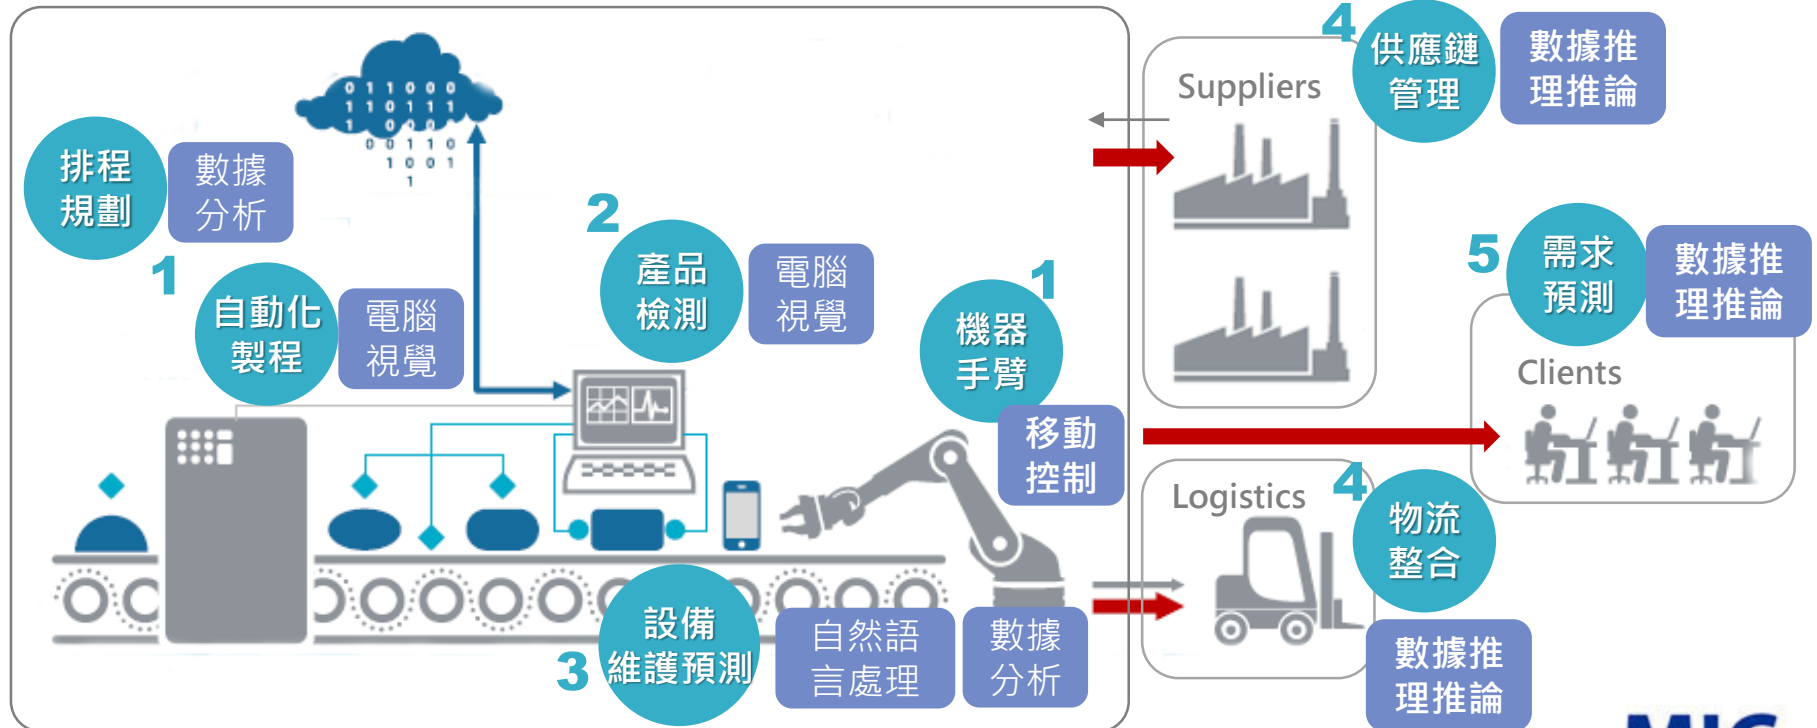 0 1 1 0 0 0
1 1 0 1 1 1
0 0 1 1 0
1 0 0 1
1
排程
規劃
數據
分析
1
自動化
製程
電腦
視覺
2
產品
檢測
電腦
視覺
1
機器
手臂
移動
控制
3
設備
維護預測
自然語
言處理
數據
分析
Suppliers
4
供應鏈
管理
數據推
理推論
5
需求
預測
數據推
理推論
Clients
Logistics
4
物流
整合
數據推
理推論